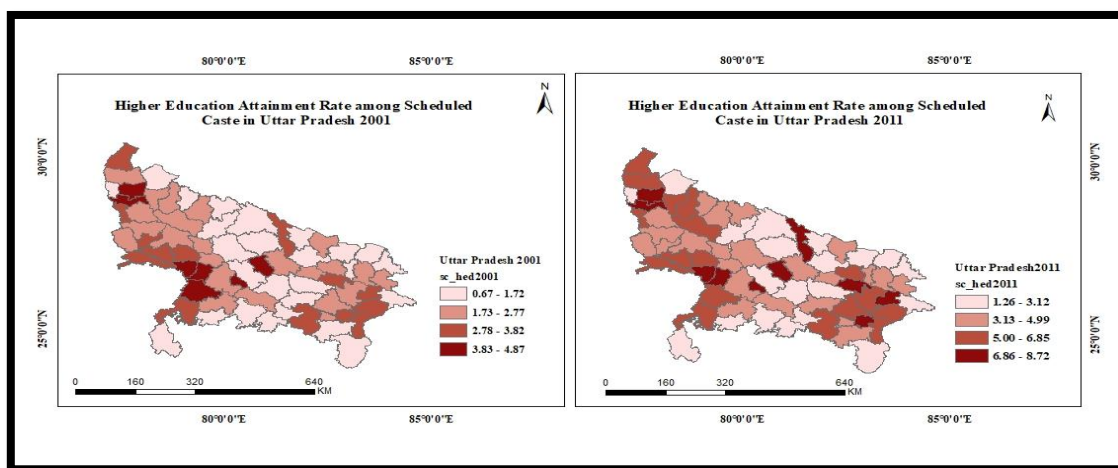 80°0'0"E
85°0'0"E
N
Higher Education Attainment Rate among Scheduled
Caste in Uttar Pradesh 2001
30°0'0"N
25°0'0"N
Uttar Pradesh 2001
sc_hed2001
0.67 - 1.72
1.73 - 2.77
2.78 - 3.82
3.83 - 4.87
0 160 320 640
KM
80°0'0"E
85°0'0"E
80°0'0"E
85°0'0"E
N
Higher Education Attainment Rate among Scheduled
Caste in Uttar Pradesh 2011
30°0'0"N
25°0'0"N
Uttar Pradesh2011
sc_hed2011
1.26 - 3.12
3.13 - 4.99
5.00 - 6.85
6.86 - 8.72
0 160 320 640
KM
80°0'0"E
85°0'0"E